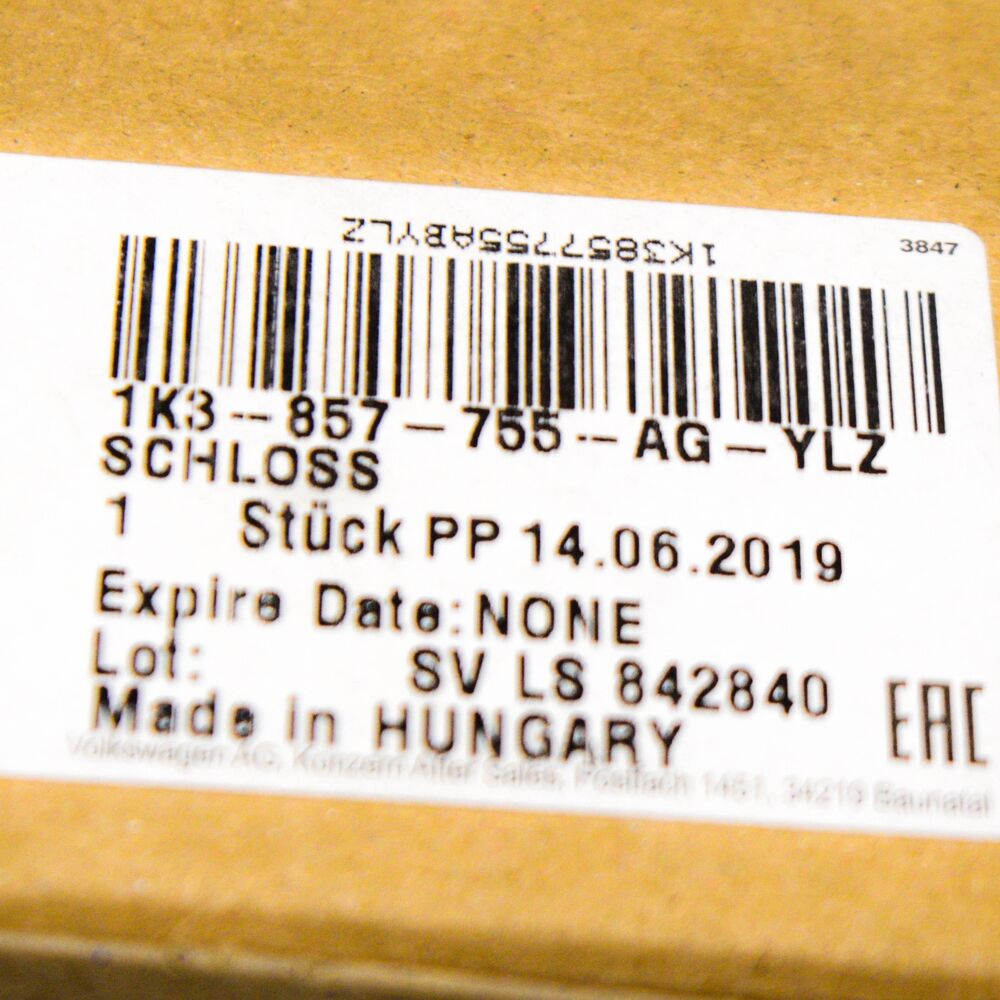 1K3857755ABYLZ
3847
1K3-857-755-AG-YLZ
SCHLOSS
1 Stück PP 14.06.2019
Expire Date:NONE
Lot: SV LS 842840
Made in HUNGARY
EAC
Volkswagen AG, Konzern After Sales, Postfach 1451, 34219 Baunatal